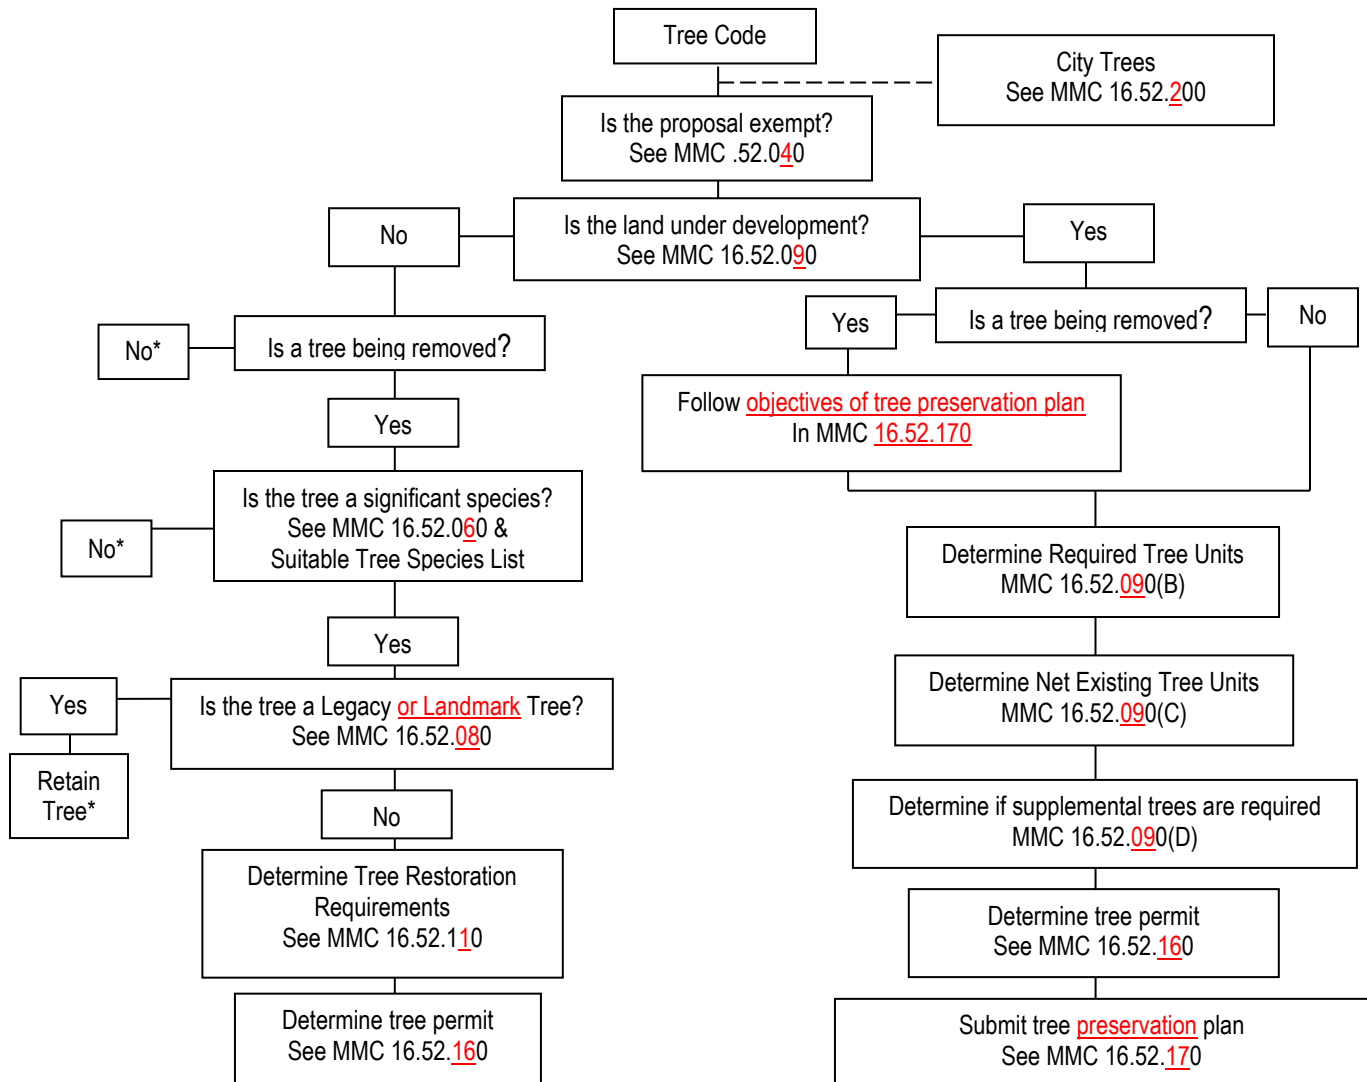 Tree Code
City Trees
See MMC 16.52.200
Is the proposal exempt?
See MMC .52.040
No
Is the land under development?
See MMC 16.52.090
Yes
No*
Is a tree being removed?
Yes
Is a tree being removed?
No
Yes
Follow objectives of tree preservation plan
In MMC 16.52.170
No*
Is the tree a significant species?
See MMC 16.52.060 &
Suitable Tree Species List
Determine Required Tree Units
MMC 16.52.090(B)
Yes
Yes
Is the tree a Legacy or Landmark Tree?
See MMC 16.52.080
Determine Net Existing Tree Units
MMC 16.52.090(C)
Retain
Tree*
No
Determine if supplemental trees are required
MMC 16.52.090(D)
Determine Tree Restoration
Requirements
See MMC 16.52.110
Determine tree permit
See MMC 16.52.160
Determine tree permit
See MMC 16.52.160
Submit tree preservation plan
See MMC 16.52.170